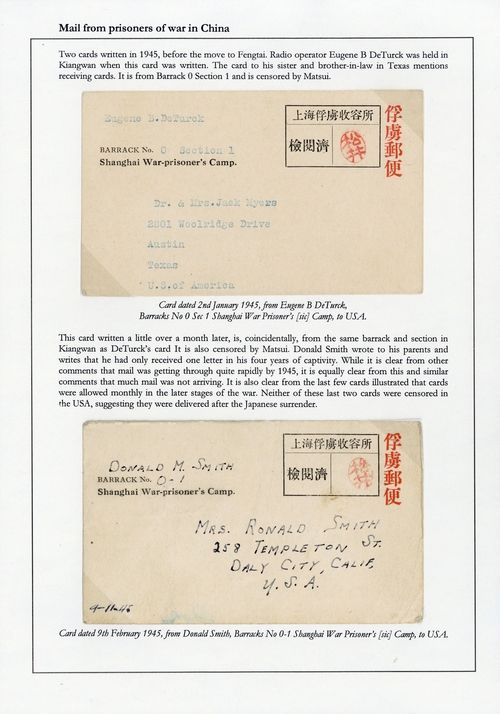 Mail from prisoners of war in China
Two cards written in 1945, before the move to Fengtai. Radio operator Eugene B DeTurck was held in
Kiangwan when this card was written. The card to his sister and brother-in-law in Texas mentions
receiving cards. It is from Barrack 0 Section 1 and is censored by Matsui.
Eugene B.DeTurck
BARRACK No. 0 Section 1
Shanghai War-prisoner's Camp.
上海俘虜收容所
檢閱濟
松井
俘虜郵便
Dr. & Mrs.Jack Myers
2801 Woolridge Drive
Austin
Texas
U.S.of America
Card dated 2nd January 1945, from Eugene B DeTurck,
Barracks No 0 Sec 1 Shanghai War Prisoner's [sic] Camp, to USA.
This card written a little over a month later, is, coincidentally, from the same barrack and section in
Kiangwan as DeTurck's card It is also censored by Matsui. Donald Smith wrote to his parents and
writes that he had only received one letter in his four years of captivity. While it is clear from other
comments that mail was getting through quite rapidly by 1945, it is equally clear from this and similar
comments that much mail was not arriving. It is also clear from the last few cards illustrated that cards
were allowed monthly in the later stages of the war. Neither of these last two cards were censored in
the USA, suggesting they were delivered after the Japanese surrender.
DONALD M. SMITH
BARRACK No. 0-1
Shanghai War-prisoner's Camp.
上海俘虜收容所
檢閱濟
松井
俘虜郵便
MRS. RONALD SMITH
258 TEMPLETON ST.
DALY CITY, CALIF.
U.S.A.
Card dated 9th February 1945, from Donald Smith, Barracks No 0-1 Shanghai War Prisoner's [sic] Camp, to USA.